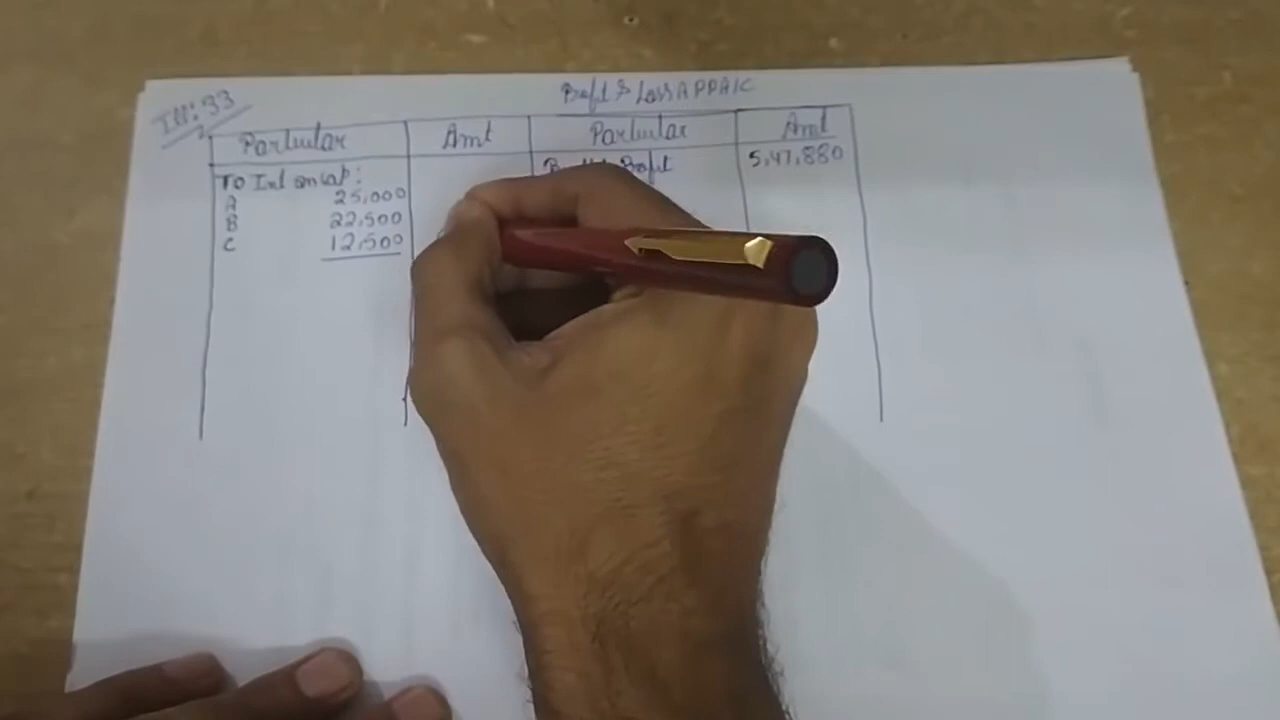 Ill: 33
Profit & Loss APP A/C
Particular Amt Particular Amt
To Int on cap: Profit 5,47,880
A 25,000
B 22,500
C 12,500